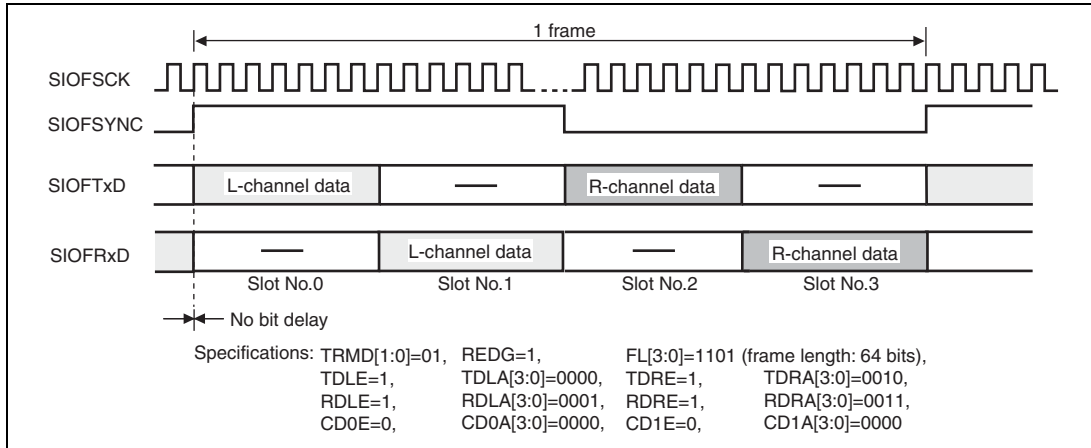 1 frame
SIOFSCK
SIOFSYNC
SIOFTxD L-channel data — R-channel data —
SIOFRxD — L-channel data — R-channel data
Slot No.0 Slot No.1 Slot No.2 Slot No.3
No bit delay
Specifications: TRMD[1:0]=01, REDG=1, FL[3:0]=1101 (frame length: 64 bits),
TDLE=1, TDLA[3:0]=0000, TDRE=1, TDRA[3:0]=0010,
RDLE=1, RDLA[3:0]=0001, RDRE=1, RDRA[3:0]=0011,
CD0E=0, CD0A[3:0]=0000, CD1E=0, CD1A[3:0]=0000